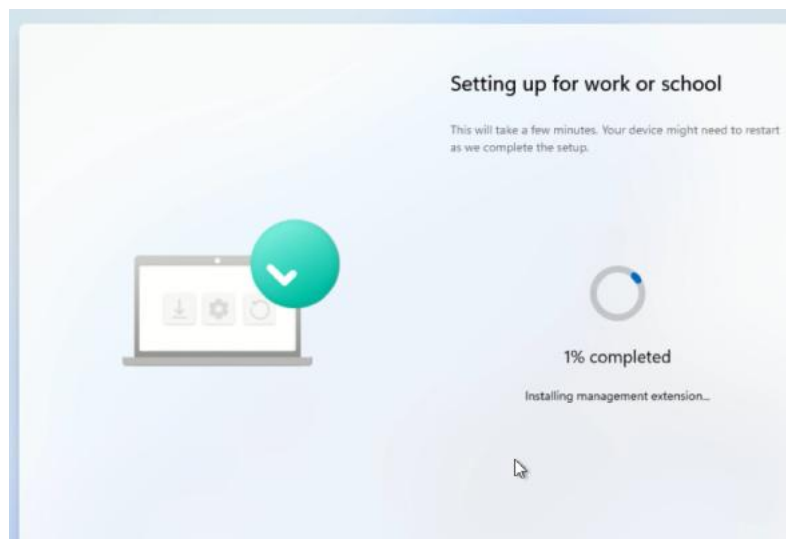 Setting up for work or school
This will take a few minutes. Your device might need to restart
as we complete the setup.
1% completed
Installing management extension...